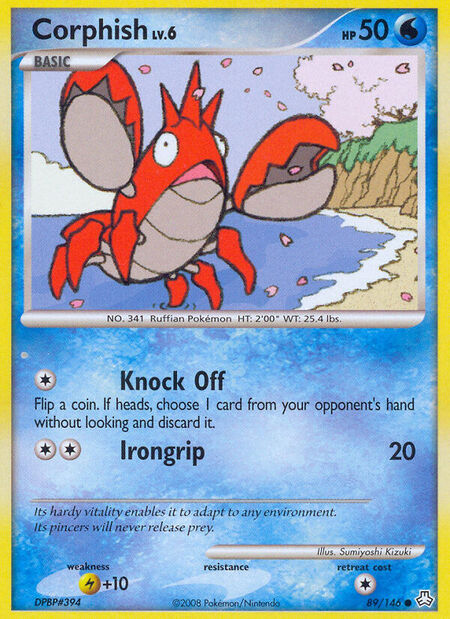 Corphish LV.6 HP 50
BASIC
NO. 341 Ruffian Pokémon HT: 2'00" WT: 25.4 lbs.
Knock Off
Flip a coin. If heads, choose 1 card from your opponent's hand
without looking and discard it.
Irongrip 20
Its hardy vitality enables it to adapt to any environment.
Its pincers will never release prey.
Illus. Sumiyoshi Kizuki
weakness resistance retreat cost
+10
DPBP#394 ©2008 Pokémon/Nintendo 89/146